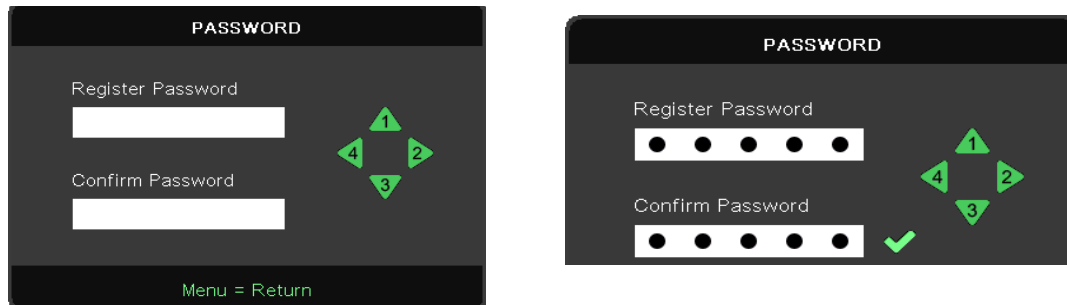 PASSWORD
Register Password
1
4 2
Confirm Password
3
Menu = Return
PASSWORD
Register Password
1
4 2
Confirm Password
3